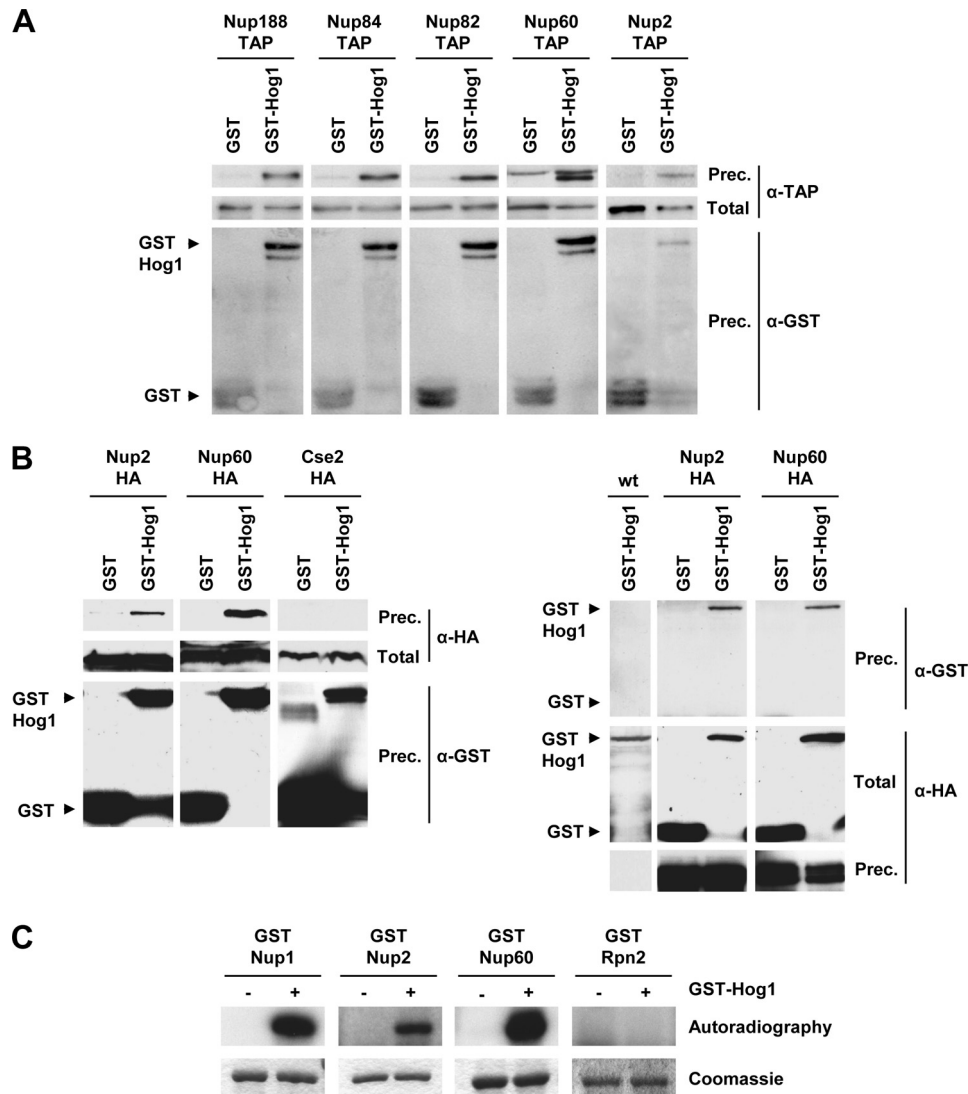 A
Nup188 Nup84 Nup82 Nup60 Nup2
TAP TAP TAP TAP TAP
GST GST-Hog1 GST GST-Hog1 GST GST-Hog1 GST GST-Hog1 GST GST-Hog1
Prec.
α-TAP
Total
GST ►
Hog1
Prec. α-GST
GST ►
B
Nup2 Nup60 Cse2
HA HA HA
GST GST-Hog1 GST GST-Hog1 GST GST-Hog1
Prec.
α-HA
Total
GST ►
Hog1
Prec. α-GST
GST ►
wt Nup2 Nup60
HA HA
GST-Hog1 GST GST-Hog1 GST GST-Hog1
GST ►
Hog1
Prec. α-GST
GST ►
GST ►
Hog1
Total
α-HA
GST ►
Prec.
C
GST GST GST GST
Nup1 Nup2 Nup60 Rpn2
- + - + - + - + GST-Hog1
Autoradiography
Coomassie